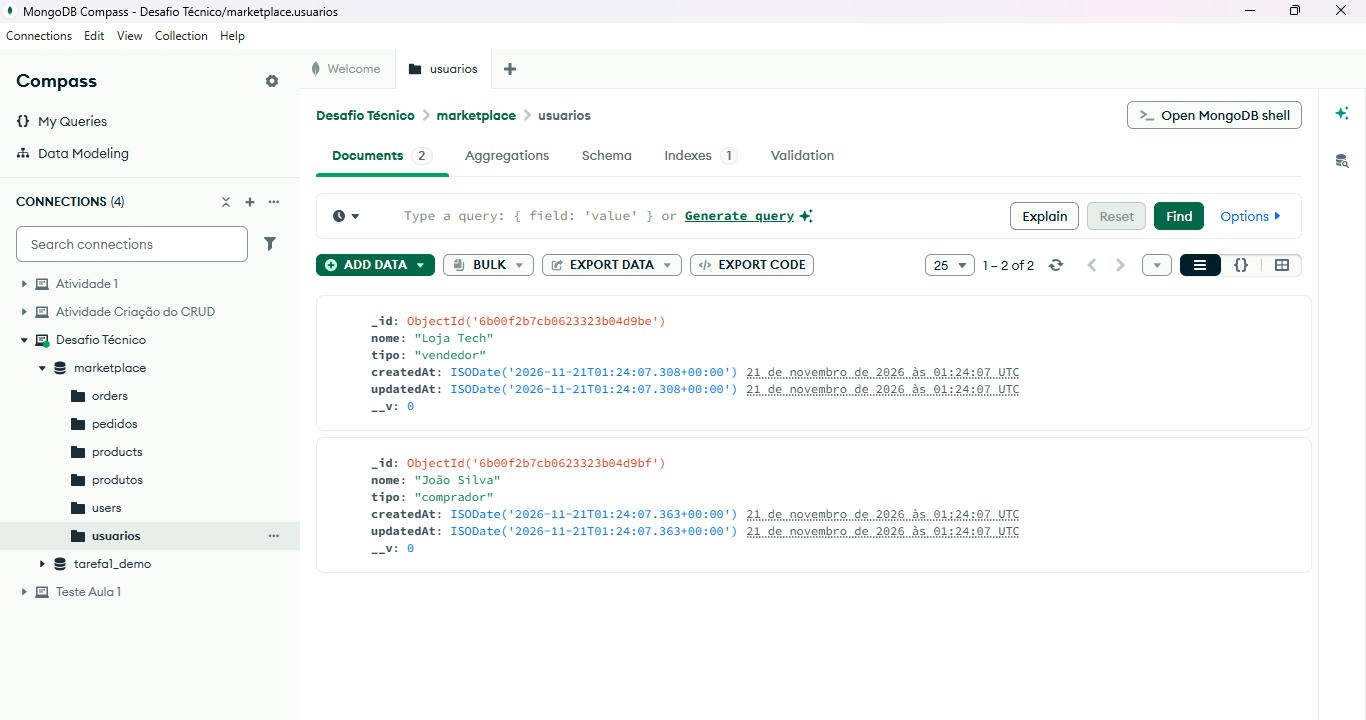 MongoDB Compass - Desafio Técnico/marketplace.usuarios
Connections Edit View Collection Help
Compass
{} My Queries
Data Modeling
CONNECTIONS (4)
Search connections
Atividade 1
Atividade Criação do CRUD
Desafio Técnico
marketplace
orders
pedidos
products
produtos
users
usuarios
tarefa1_demo
Teste Aula 1
Welcome usuarios
Desafio Técnico > marketplace > usuarios
>_ Open MongoDB shell
Documents 2 Aggregations Schema Indexes 1 Validation
Type a query: { field: 'value' } or Generate query
Explain Reset Find Options
ADD DATA BULK EXPORT DATA </> EXPORT CODE
25 1 – 2 of 2 {}
_id: ObjectId('6b00f2b7cb0623323b04d9be')
nome: "Loja Tech"
tipo: "vendedor"
createdAt: ISODate('2026-11-21T01:24:07.308+00:00') 21 de novembro de 2026 às 01:24:07 UTC
updatedAt: ISODate('2026-11-21T01:24:07.308+00:00') 21 de novembro de 2026 às 01:24:07 UTC
__v: 0
_id: ObjectId('6b00f2b7cb0623323b04d9bf')
nome: "João Silva"
tipo: "comprador"
createdAt: ISODate('2026-11-21T01:24:07.363+00:00') 21 de novembro de 2026 às 01:24:07 UTC
updatedAt: ISODate('2026-11-21T01:24:07.363+00:00') 21 de novembro de 2026 às 01:24:07 UTC
__v: 0